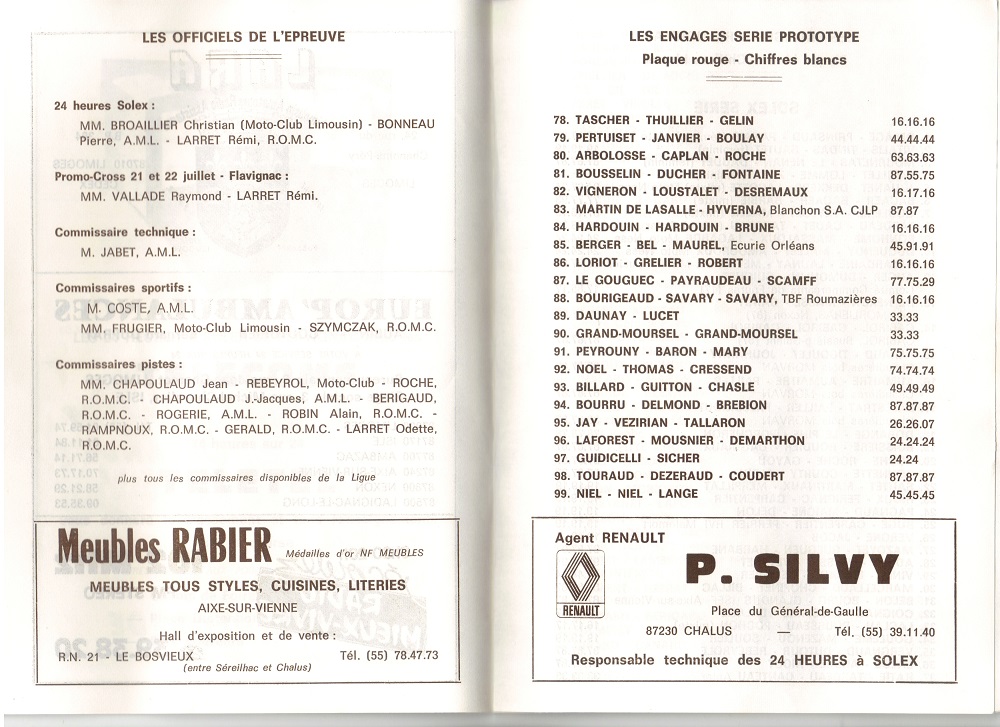 LES OFFICIELS DE L'EPREUVE
24 heures Solex :
MM. BROAILLIER Christian (Moto-Club Limousin) - BONNEAU
Pierre, A.M.L. - LARRET Rémi, R.O.M.C.
Promo-Cross 21 et 22 juillet - Flavignac :
MM. VALLADE Raymond - LARRET Rémi.
Commissaire technique :
M. JABET, A.M.L.
Commissaires sportifs :
M. COSTE, A.M.L.
MM. FRUGIER, Moto-Club Limousin - SZYMCZAK, R.O.M.C.
Commissaires pistes :
MM. CHAPOULAUD Jean - REBEYROL, Moto-Club - ROCHE,
R.O.M.C. - CHAPOULAUD J.-Jacques, A.M.L. - BERIGAUD,
R.O.M.C. - ROGERIE, A.M.L. - ROBIN Alain, R.O.M.C. -
RAMPNOUX, R.O.M.C. - GERALD, R.O.M.C. - LARRET Odette,
R.O.M.C.
plus tous les commissaires disponibles de la Ligue
Meubles RABIER Médailles d'or NF MEUBLES
MEUBLES TOUS STYLES, CUISINES, LITERIES
AIXE-SUR-VIENNE
Hall d'exposition et de vente :
R.N. 21 - LE BOSVIEUX Tél. (55) 78.47.73
(entre Séreilhac et Chalus)
LES ENGAGES SERIE PROTOTYPE
Plaque rouge - Chiffres blancs
78. TASCHER - THUILLIER - GELIN 16.16.16
79. PERTUISET - JANVIER - BOULAY 44.44.44
80. ARBOLOSSE - CAPLAN - ROCHE 63.63.63
81. BOUSSELIN - DUCHER - FONTAINE 87.55.75
82. VIGNERON - LOUSTALET - DESREMAUX 16.17.16
83. MARTIN DE LASALLE - HYVERNA, Blanchon S.A. CJLP 87.87
84. HARDOUIN - HARDOUIN - BRUNE 16.16.16
85. BERGER - BEL - MAUREL, Ecurie Orléans 45.91.91
86. LORIOT - GRELIER - ROBERT 16.16.16
87. LE GOUGUEC - PAYRAUDEAU - SCAMFF 77.75.29
88. BOURIGEAUD - SAVARY - SAVARY, TBF Roumazières 16.16.16
89. DAUNAY - LUCET 33.33
90. GRAND-MOURSEL - GRAND-MOURSEL 33.33
91. PEYROUNY - BARON - MARY 75.75.75
92. NOEL - THOMAS - CRESSEND 74.74.74
93. BILLARD - GUITTON - CHASLE 49.49.49
94. BOURRU - DELMOND - BREBION 87.87.87
95. JAY - VEZIRIAN - TALLARON 26.26.07
96. LAFOREST - MOUSNIER - DEMARTHON 24.24.24
97. GUIDICELLI - SICHER 24.24
98. TOURAUD - DEZERAUD - COUDERT 87.87.87
99. NIEL - NIEL - LANGE 45.45.45
Agent RENAULT
RENAULT
P. SILVY
Place du Général-de-Gaulle
87230 CHALUS — Tél. (55) 39.11.40
Responsable technique des 24 HEURES à SOLEX